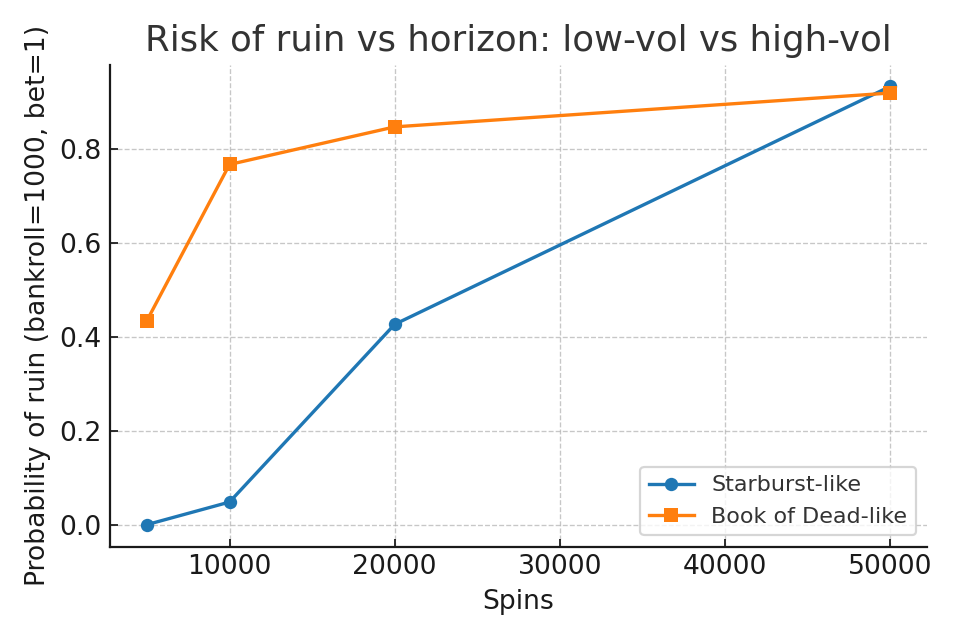 Risk of ruin vs horizon: low-vol vs high-vol
Probability of ruin (bankroll=1000, bet=1)
0.8
0.6
0.4
0.2
0.0
Starburst-like
Book of Dead-like
10000 20000 30000 40000 50000
Spins